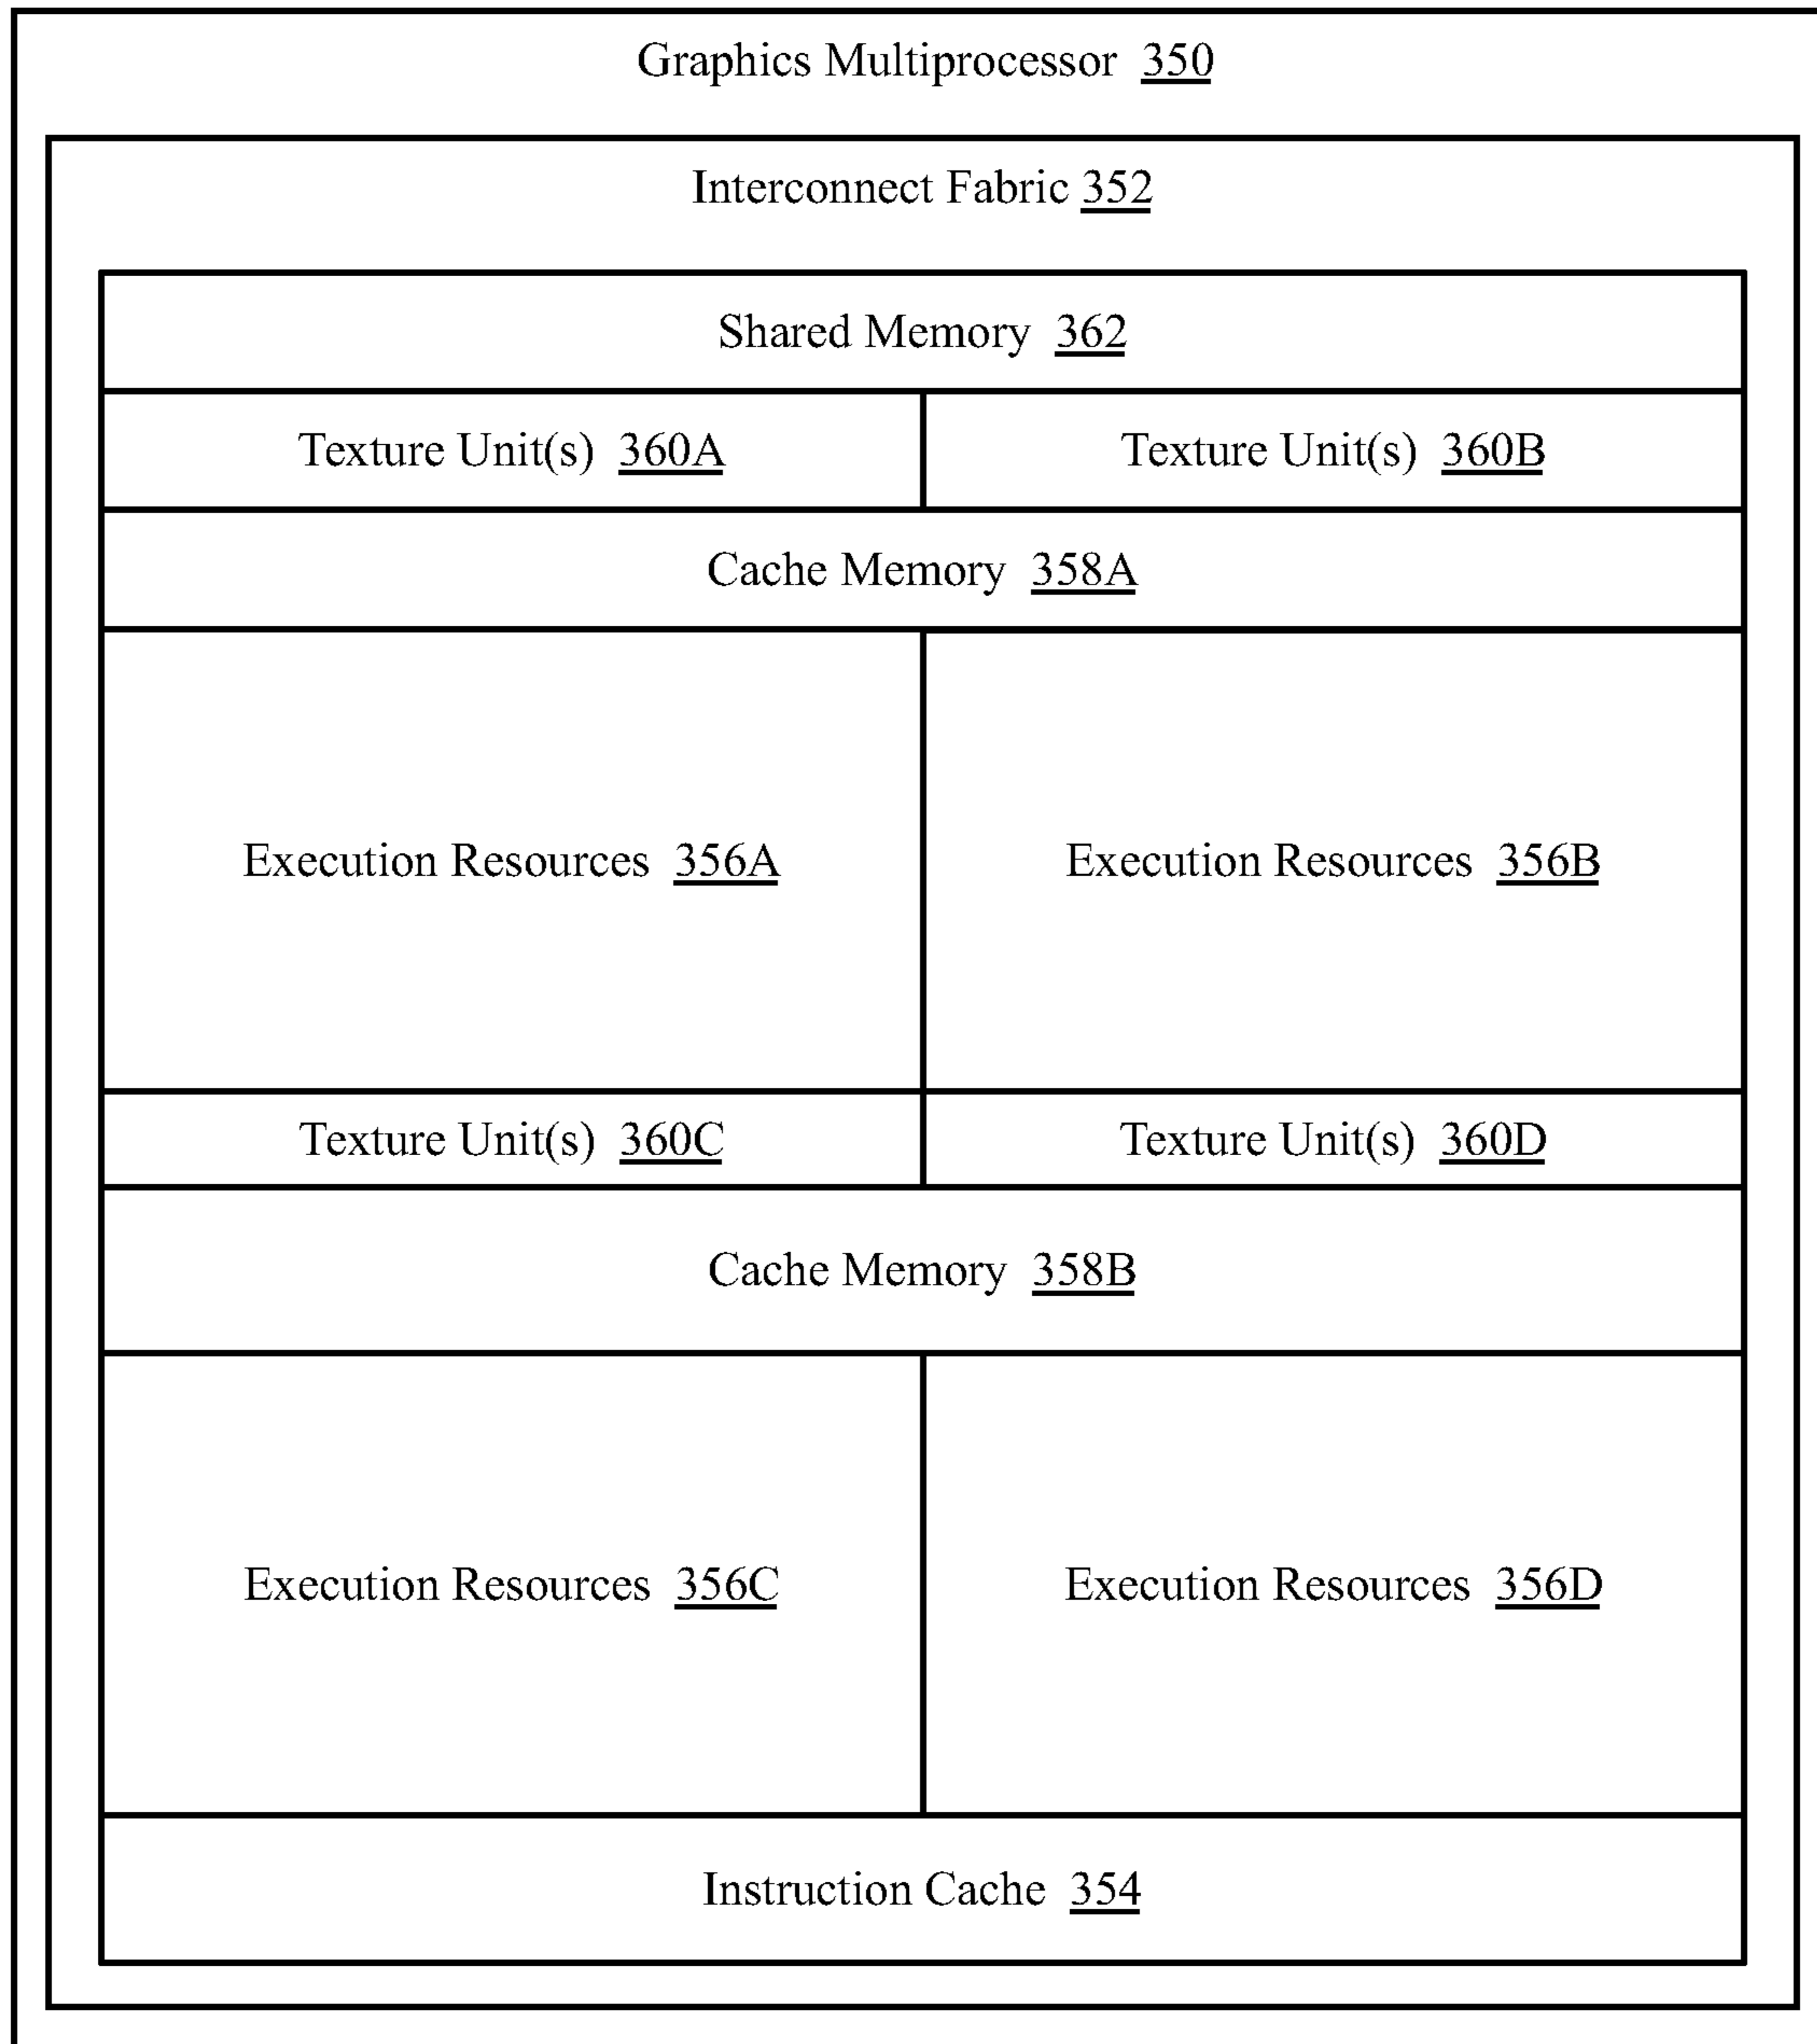 Graphics Multiprocessor 350
Interconnect Fabric 352
Shared Memory 362
Texture Unit(s) 360A
Texture Unit(s) 360B
Cache Memory 358A
Execution Resources 356A
Execution Resources 356B
Texture Unit(s) 360C
Texture Unit(s) 360D
Cache Memory 358B
Execution Resources 356C
Execution Resources 356D
Instruction Cache 354